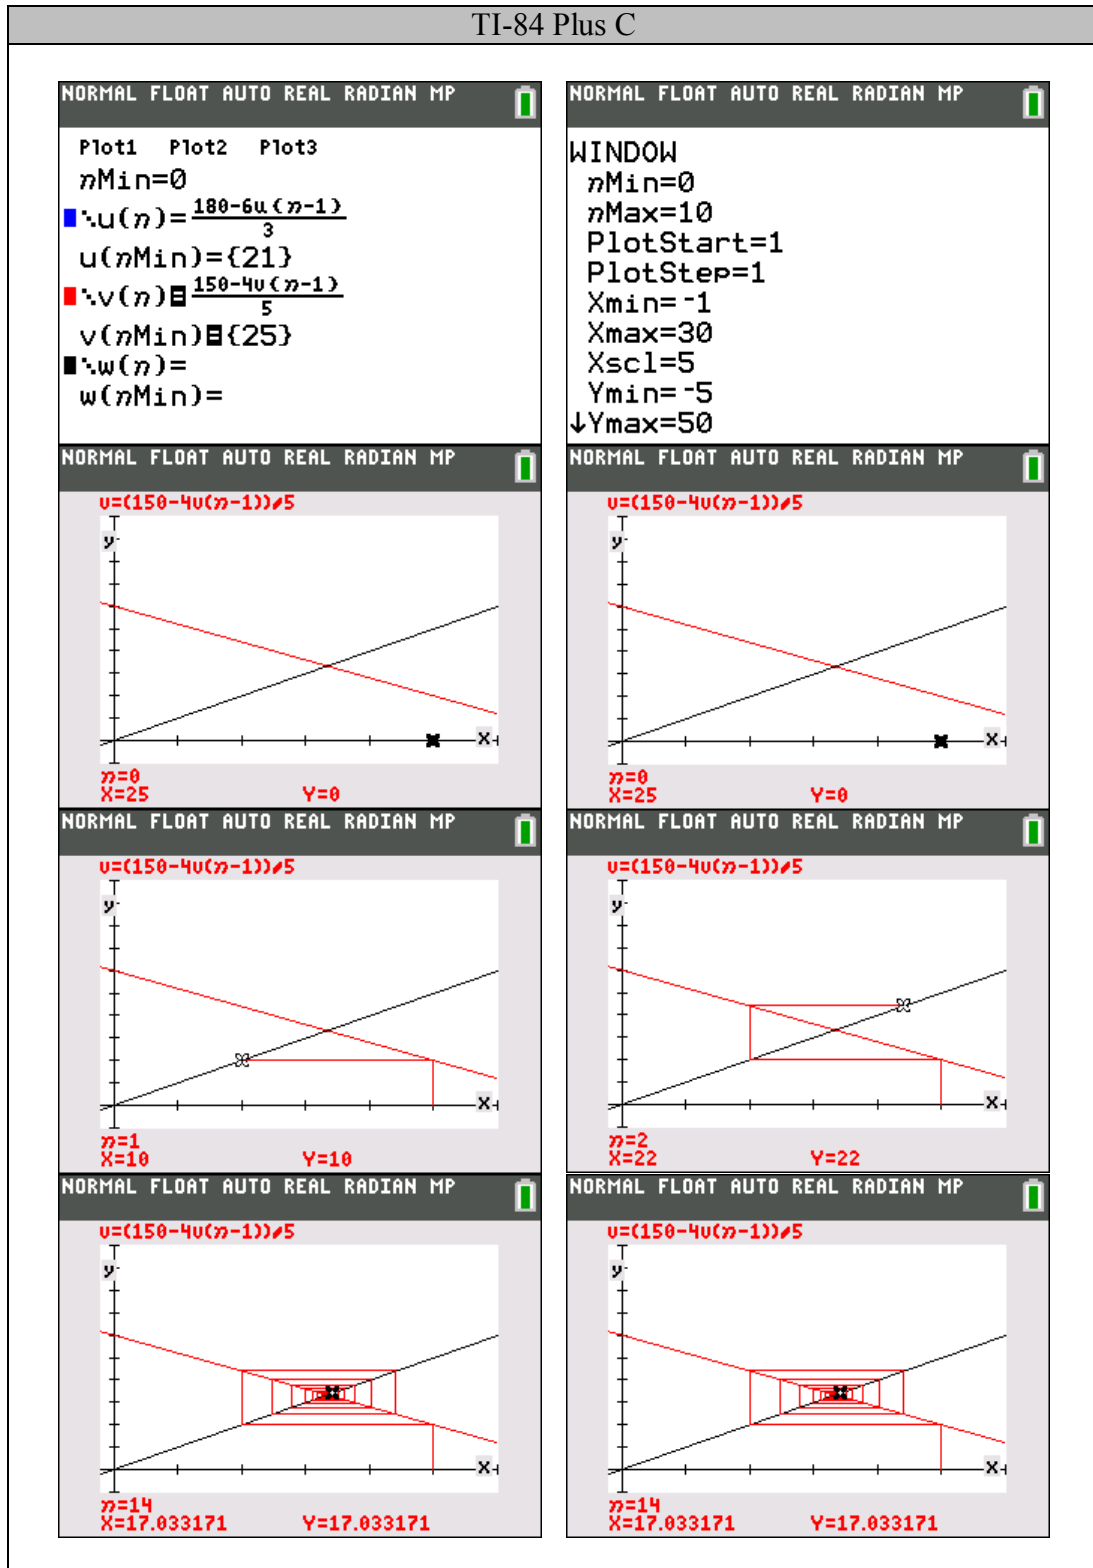 TI-84 Plus C
NORMAL FLOAT AUTO REAL RADIAN MP
Plot1 Plot2 Plot3
nMin=0
u(n)=180-6u(n-1)/3
u(nMin)={21}
v(n)=150-4v(n-1)/5
v(nMin)={25}
w(n)=
w(nMin)=
NORMAL FLOAT AUTO REAL RADIAN MP
WINDOW
nMin=0
nMax=10
PlotStart=1
PlotStep=1
Xmin=-1
Xmax=30
Xscl=5
Ymin=-5
↓Ymax=50
NORMAL FLOAT AUTO REAL RADIAN MP
v=(150-4v(n-1))/5
y
x
n=0
X=25 Y=0
NORMAL FLOAT AUTO REAL RADIAN MP
v=(150-4v(n-1))/5
y
x
n=0
X=25 Y=0
NORMAL FLOAT AUTO REAL RADIAN MP
v=(150-4v(n-1))/5
y
x
n=1
X=10 Y=10
NORMAL FLOAT AUTO REAL RADIAN MP
v=(150-4v(n-1))/5
y
x
n=2
X=22 Y=22
NORMAL FLOAT AUTO REAL RADIAN MP
v=(150-4v(n-1))/5
y
x
n=14
X=17.033171 Y=17.033171
NORMAL FLOAT AUTO REAL RADIAN MP
v=(150-4v(n-1))/5
y
x
n=14
X=17.033171 Y=17.033171